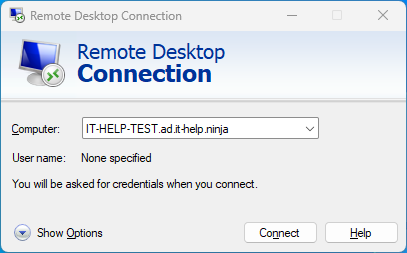 Remote Desktop Connection
Remote Desktop
Connection
Computer: IT-HELP-TEST.ad.it-help.ninja
User name: None specified
You will be asked for credentials when you connect.
Show Options Connect Help